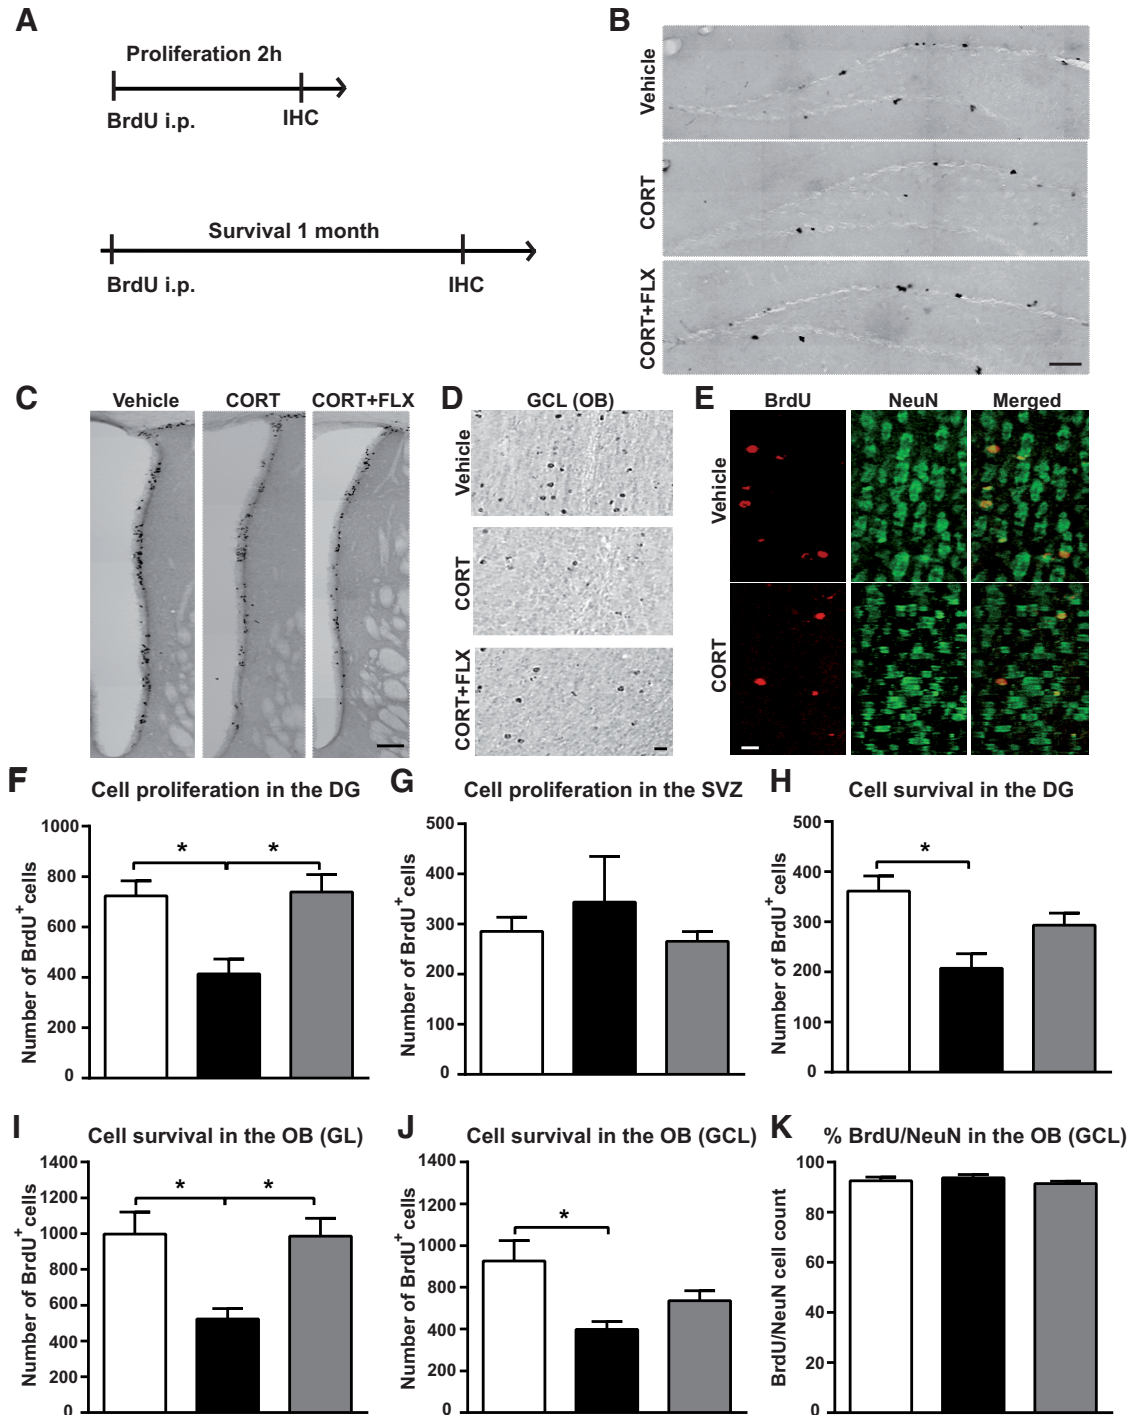 A
Proliferation 2h
BrdU i.p.
IHC
Survival 1 month
BrdU i.p.
IHC
B
Vehicle
CORT
CORT+FLX
C
Vehicle CORT CORT+FLX
D
GCL (OB)
Vehicle
CORT
CORT+FLX
E
BrdU NeuN Merged
Vehicle
CORT
F
Cell proliferation in the DG
Number of BrdU+ cells
1000
800
600
400
200
0
* *
G
Cell proliferation in the SVZ
Number of BrdU+ cells
500
400
300
200
100
0
H
Cell survival in the DG
Number of BrdU+ cells
500
400
300
200
100
0
*
I
Cell survival in the OB (GL)
Number of BrdU+ cells
1400
1200
1000
800
600
400
200
0
* *
J
Cell survival in the OB (GCL)
Number of BrdU+ cells
1400
1000
800
400
200
0
*
K
% BrdU/NeuN in the OB (GCL)
BrdU/NeuN cell count
100
80
60
40
20
0